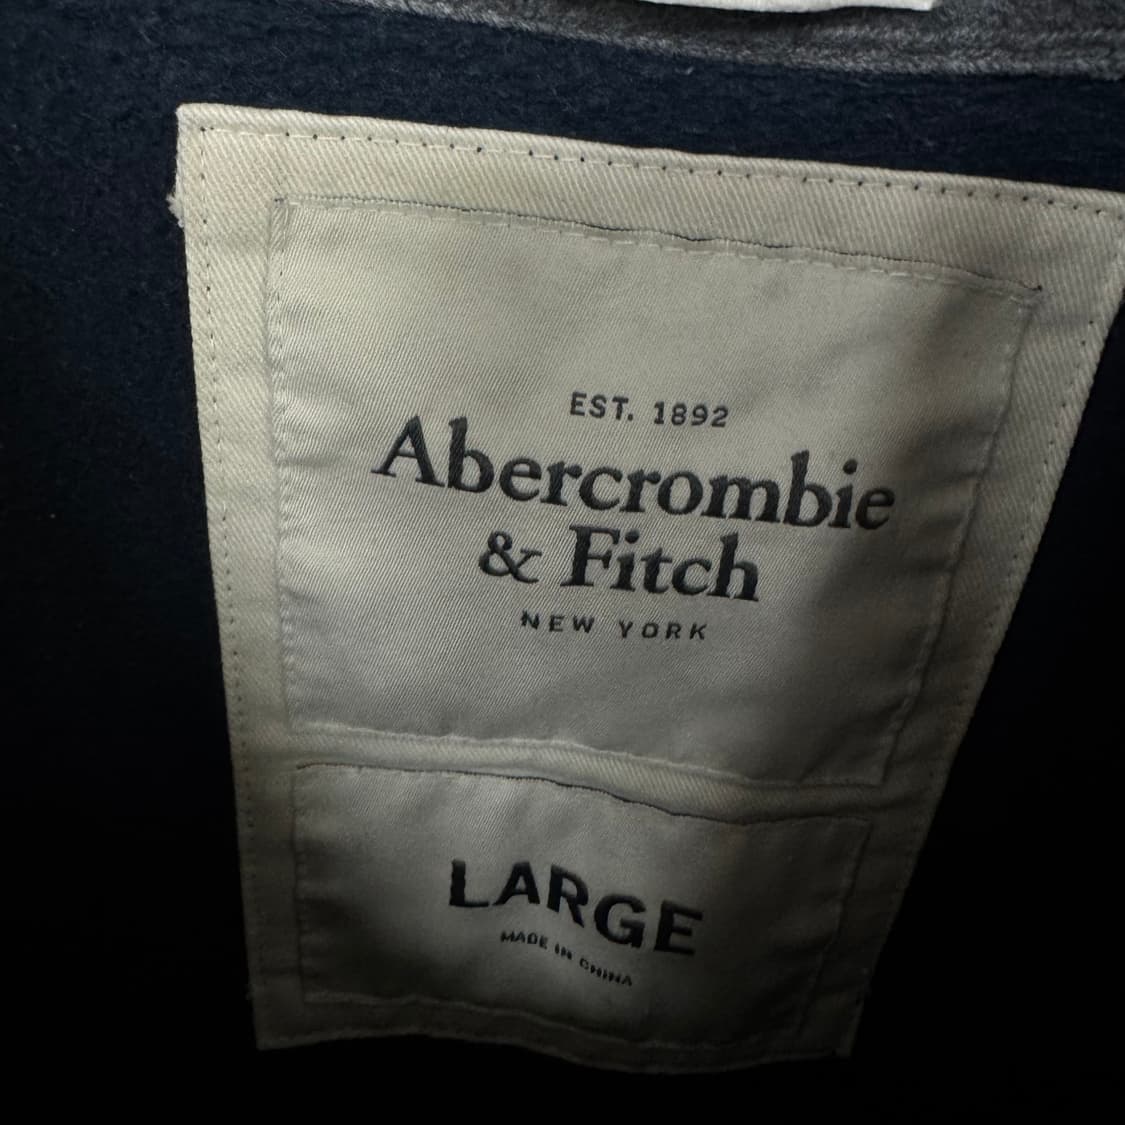 EST. 1892
Abercrombie
& Fitch
NEW YORK
LARGE
MADE IN CHINA